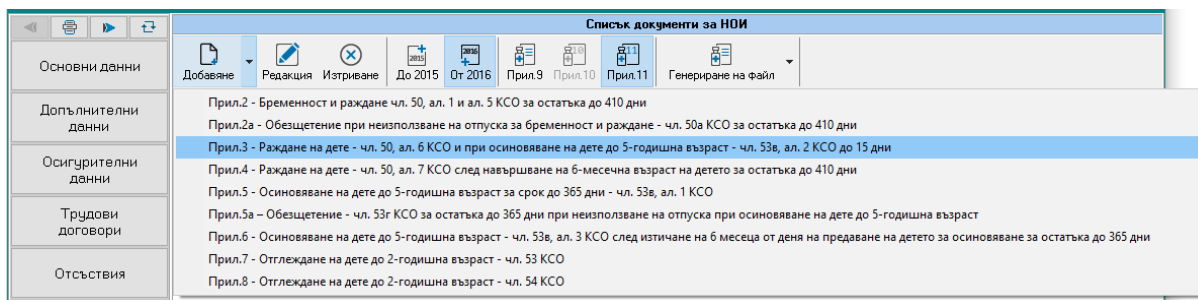 Списък документи за НОИ
Основни данни
Допълнителни
данни
Осигурителни
данни
Трудови
договори
Отсъствия
2015
2016
10
11
Добавяне
Редакция
Изтриване
До 2015
От 2016
Прил.9
Прил.10
Прил.11
Генериране на файл
Прил.2 - Бременност и раждане чл. 50, ал. 1 и ал. 5 КСО за остатъка до 410 дни
Прил.2а - Обезщетение при неизползване на отпуска за бременност и раждане - чл. 50а КСО за остатъка до 410 дни
Прил.3 - Раждане на дете - чл. 50, ал. 6 КСО и при осиновяване на дете до 5-годишна възраст - чл. 53в, ал. 2 КСО до 15 дни
Прил.4 - Раждане на дете - чл. 50, ал. 7 КСО след навършване на 6-месечна възраст на детето за остатъка до 410 дни
Прил.5 - Осиновяване на дете до 5-годишна възраст за срок до 365 дни - чл. 53в, ал. 1 КСО
Прил.5а – Обезщетение - чл. 53г КСО за остатъка до 365 дни при неизползване на отпуска при осиновяване на дете до 5-годишна възраст
Прил.6 - Осиновяване на дете до 5-годишна възраст - чл. 53в, ал. 3 КСО след изтичане на 6 месеца от деня на предаване на детето за осиновяване за остатъка до 365 дни
Прил.7 - Отглеждане на дете до 2-годишна възраст - чл. 53 КСО
Прил.8 - Отглеждане на дете до 2-годишна възраст - чл. 54 КСО